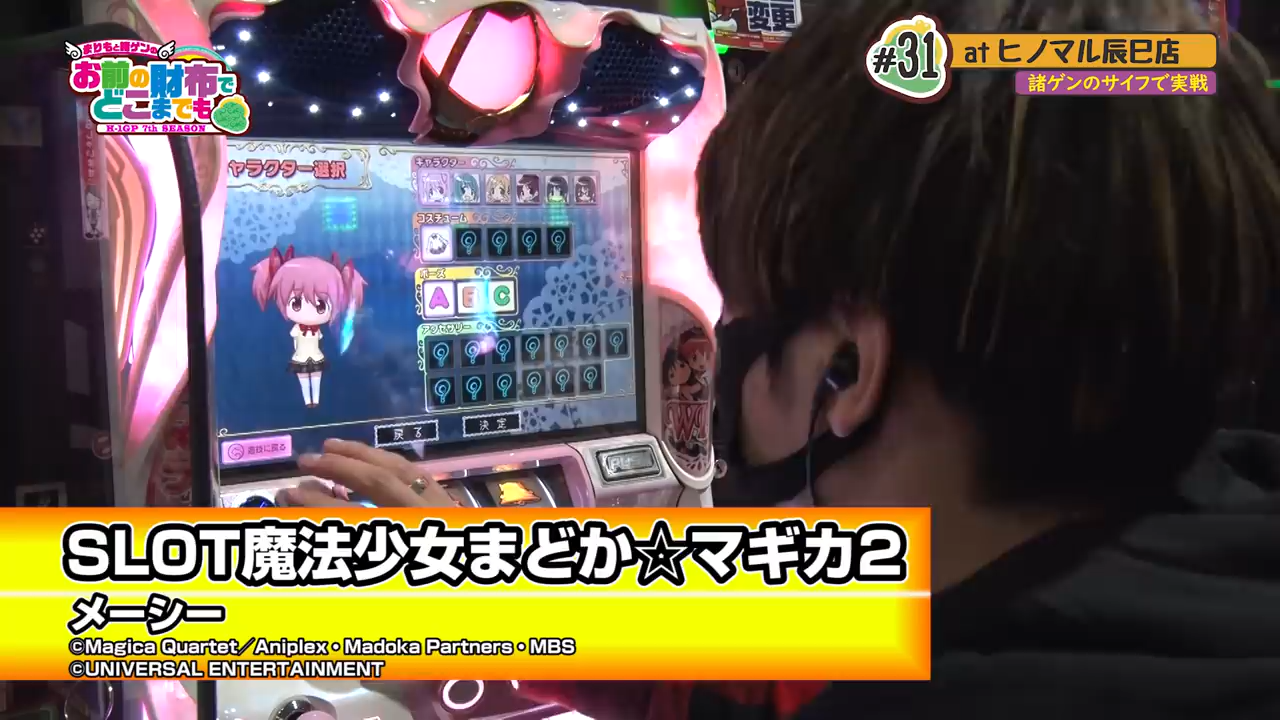 まりもと諸ゲンの
お前の財布で
どこまでも
H-1GP 7th SEASON
変更
#31
at ヒノマル辰巳店
諸ゲンのサイフで実戦
ャラクター選択
キャラクター
コスチューム
ポーズ
A B C
アクセサリー
戻る
決定
遊技に戻る
SLOT魔法少女まどか☆マギカ2
メーシー
©Magica Quartet／Aniplex・Madoka Partners・MBS
©UNIVERSAL ENTERTAINMENT